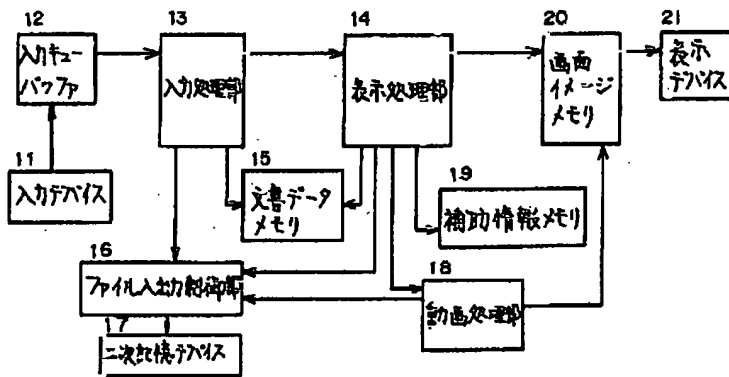 12
入力キュー
バッファ
13
入力処理部
14
表示処理部
20
画面
イメージ
メモリ
21
表示
デバイス
11
入力デバイス
15
文書データ
メモリ
19
補助情報メモリ
16
ファイル入出力制御部
18
動画処理部
17
二次記憶デバイス